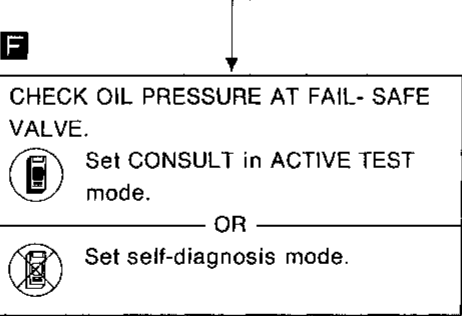 F
CHECK OIL PRESSURE AT FAIL- SAFE
VALVE.
Set CONSULT in ACTIVE TEST
mode.
OR
Set self-diagnosis mode.